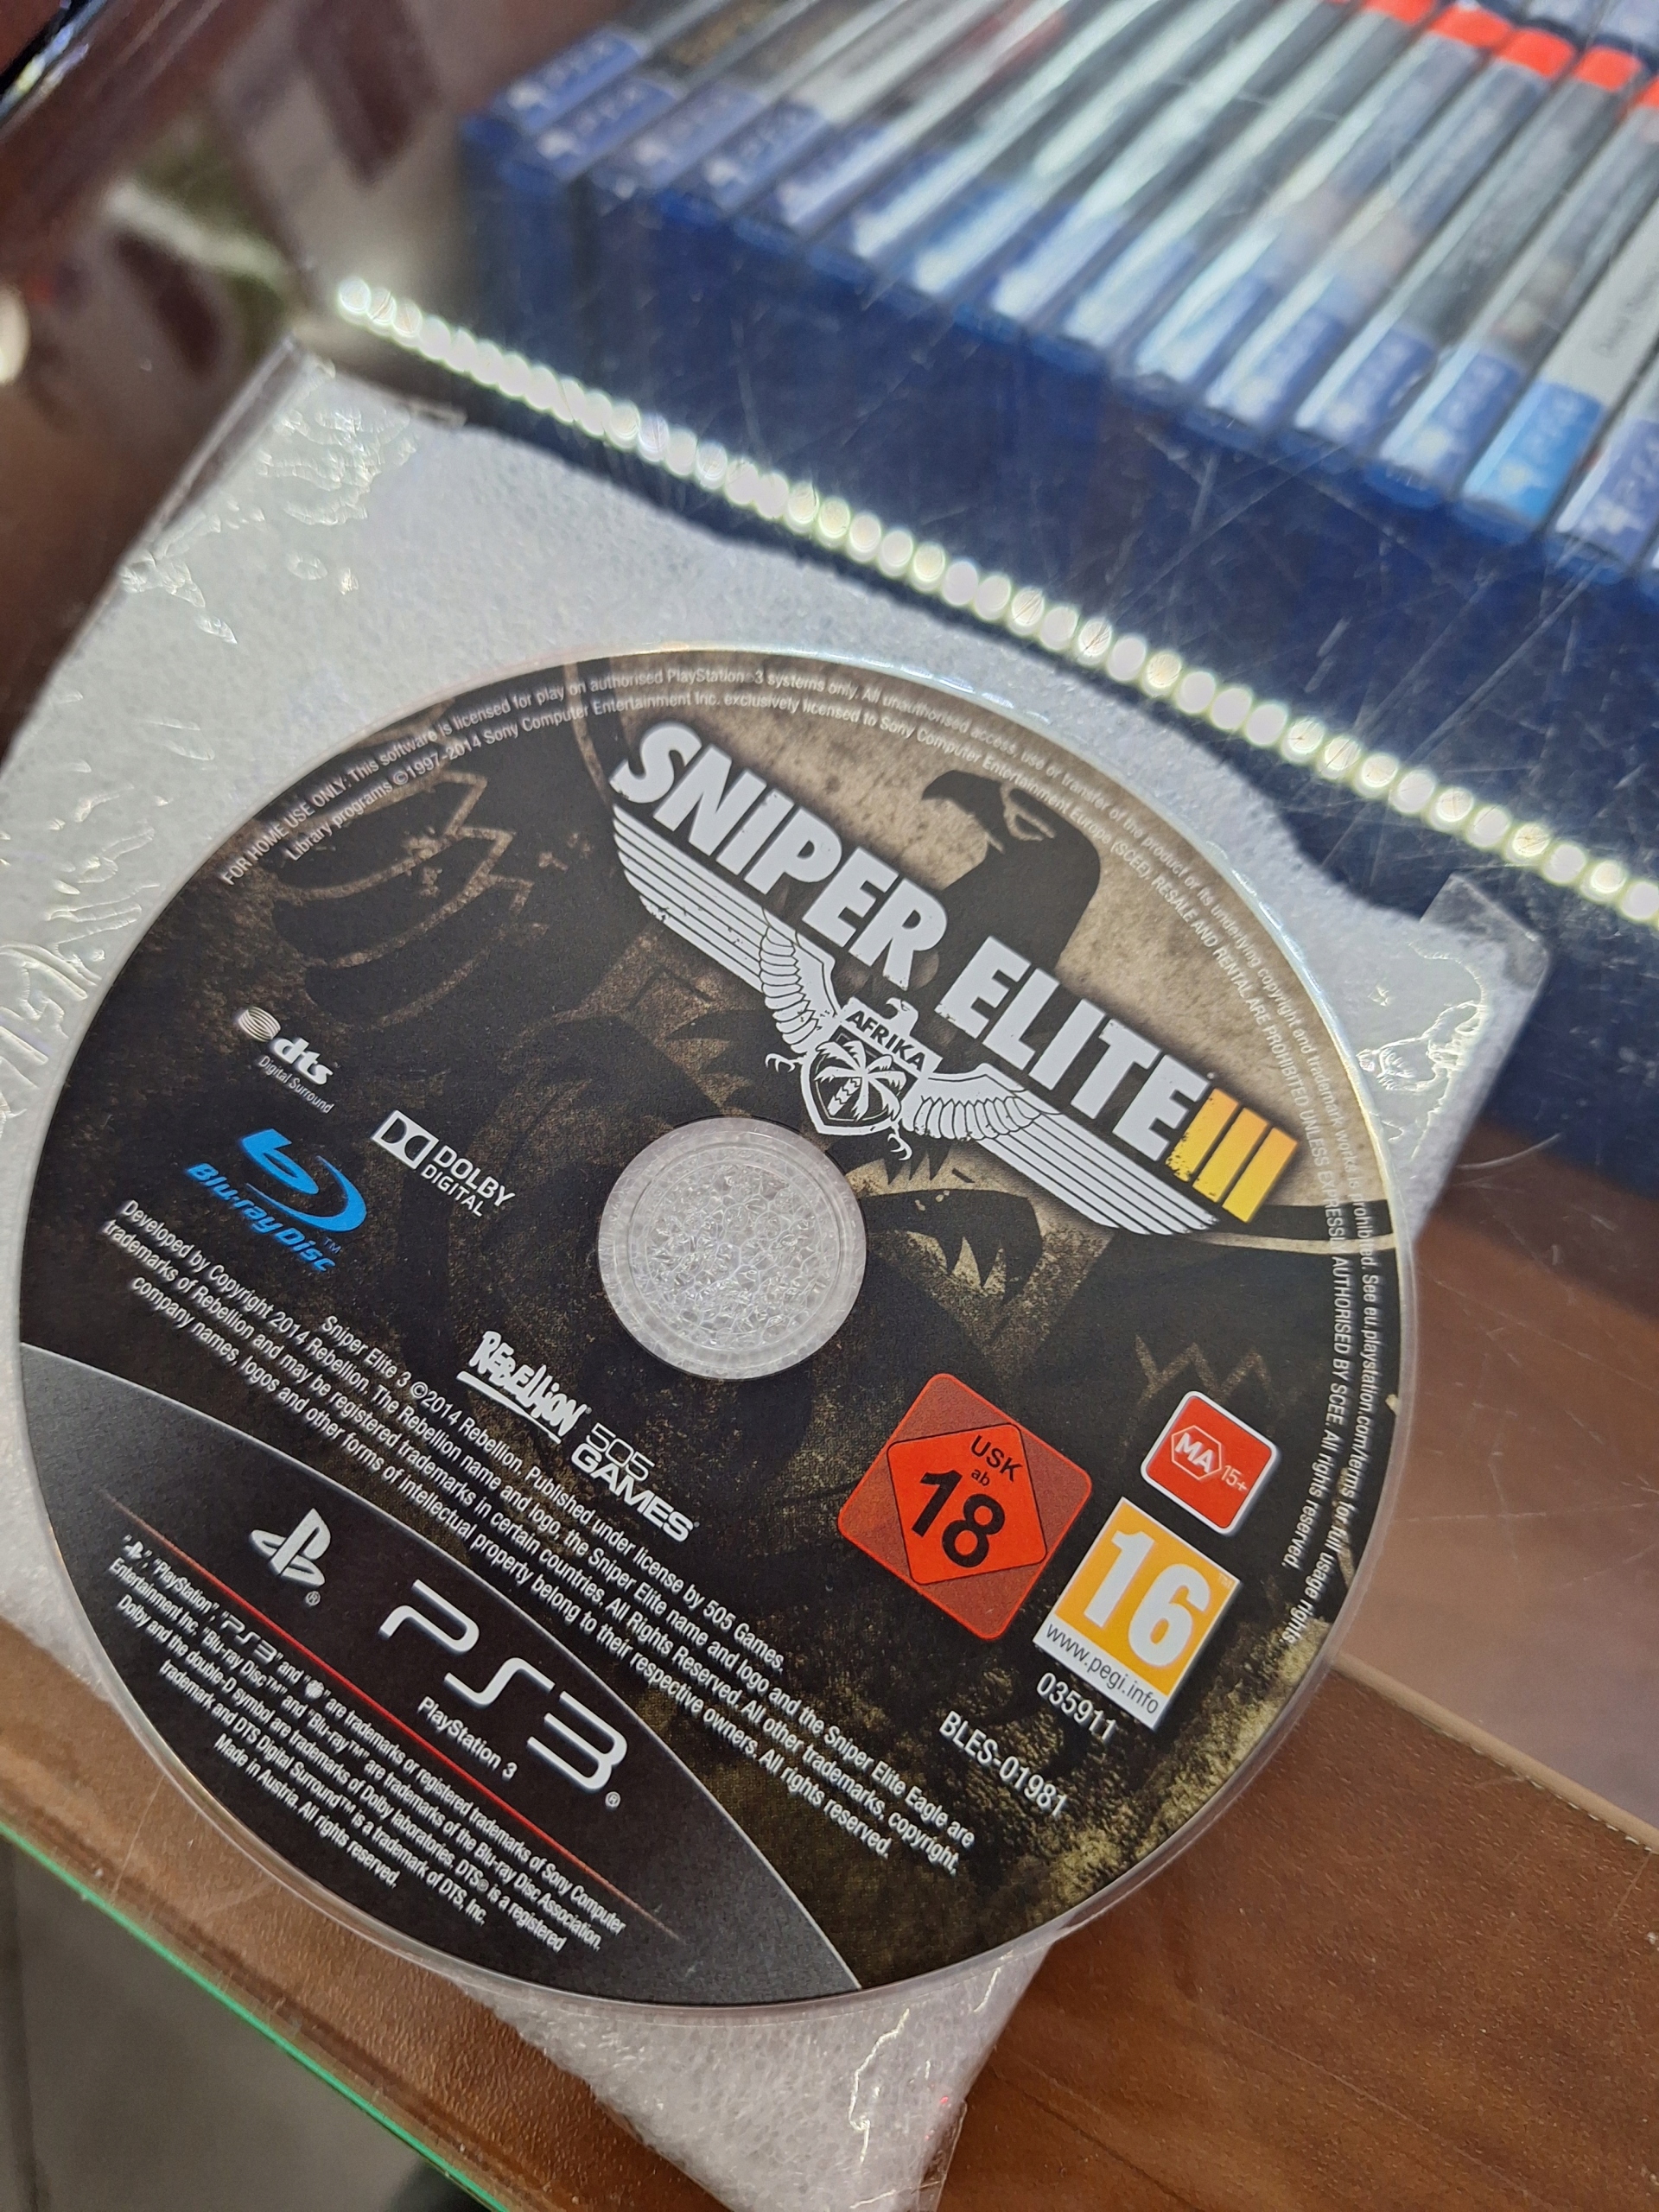 FOR HOME USE ONLY: This software is licensed for play on authorised PlayStation®3 systems only. All unauthorised access, use or transfer of the product or its underlying copyright and trademark works is prohibited. See eu.playstation.com/terms for full usage rights.
Library programs ©1997-2014 Sony Computer Entertainment Inc. exclusively licensed to Sony Computer Entertainment Europe (SCEE). RESALE AND RENTAL ARE PROHIBITED UNLESS EXPRESSLY AUTHORISED BY SCEE. All rights reserved.
SNIPER ELITE III
AFRIKA
dts
Digital Surround
DOLBY
DIGITAL
Blu-ray Disc™
REBELLION
505
GAMES
USK
ab
18
MA 15+
16™
www.pegi.info
035911
BLES-01981
Sniper Elite 3 ©2014 Rebellion. Published under license by 505 Games.
Developed by Copyright 2014 Rebellion. The Rebellion name and logo, the Sniper Elite name and logo and the Sniper Elite Eagle are
trademarks of Rebellion and may be registered trademarks in certain countries. All Rights Reserved. All other trademarks, copyright,
company names, logos and other forms of intellectual property belong to their respective owners. All rights reserved.
PS3®
PlayStation 3
"PlayStation", "PS3" and " " are trademarks or registered trademarks of Sony Computer
Entertainment Inc. "Blu-ray Disc™" and "Blu-ray™" are trademarks of the Blu-ray Disc Association.
Dolby and the double-D symbol are trademarks of Dolby laboratories. DTS® is a registered
trademark and DTS Digital Surround™ is a trademark of DTS, Inc.
Made in Austria. All rights reserved.
PS4